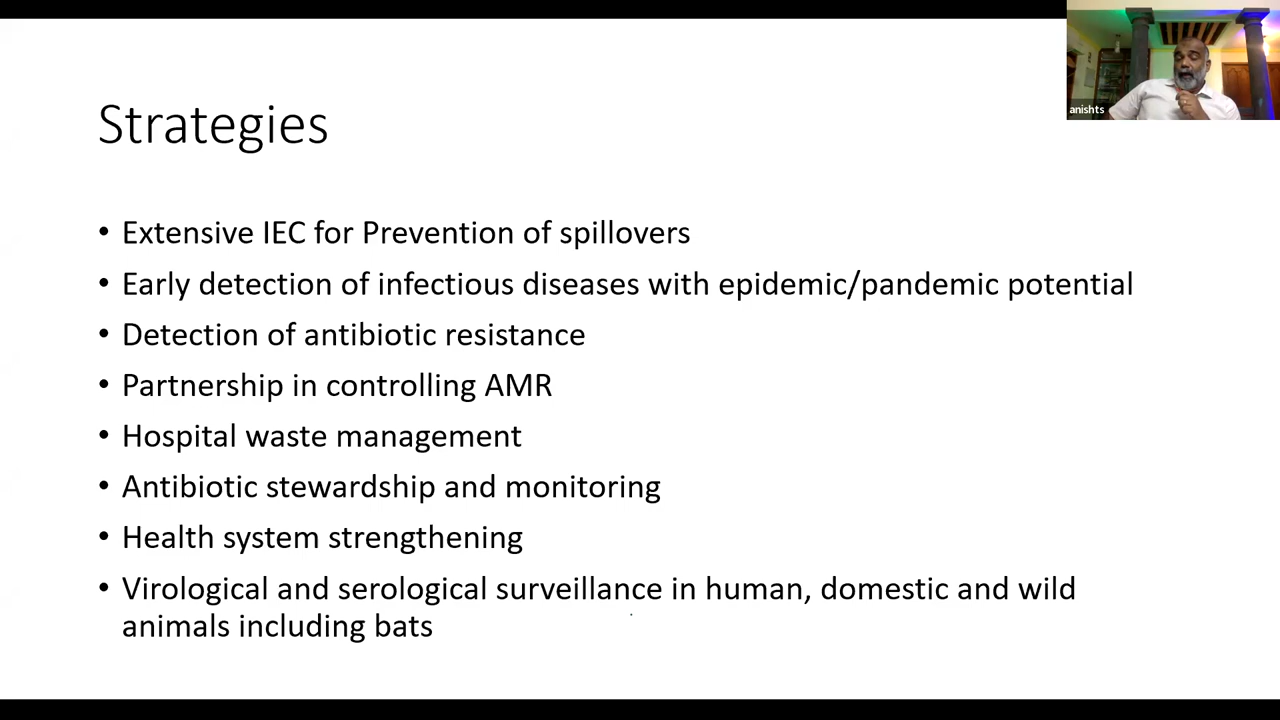 anishts
Strategies
• Extensive IEC for Prevention of spillovers
• Early detection of infectious diseases with epidemic/pandemic potential
• Detection of antibiotic resistance
• Partnership in controlling AMR
• Hospital waste management
• Antibiotic stewardship and monitoring
• Health system strengthening
• Virological and serological surveillance in human, domestic and wild
animals including bats